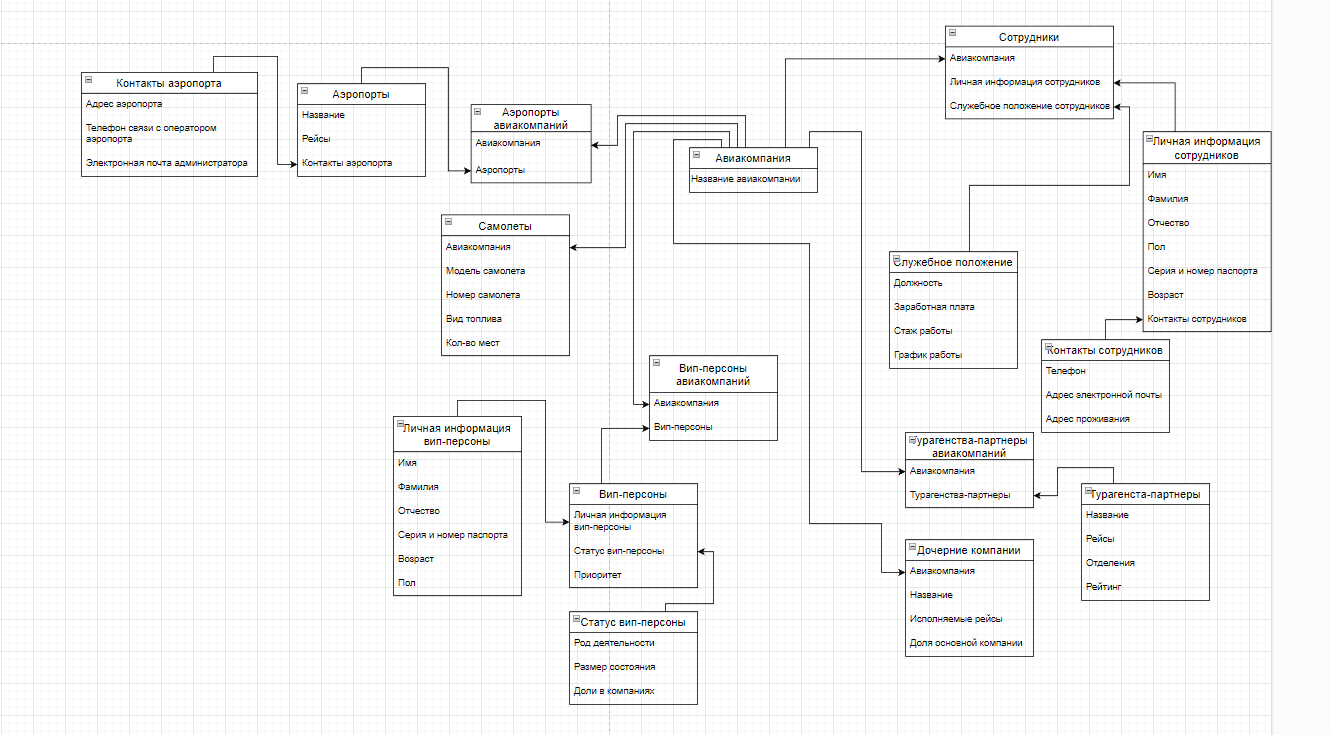 Контакты аэропорта
Адрес аэропорта
Телефон связи с оператором
аэропорта
Электронная почта администратора
Аэропорты
Название
Рейсы
Контакты аэропорта
Аэропорты
авиакомпаний
Авиакомпания
Аэропорты
Авиакомпания
Название авиакомпании
Сотрудники
Авиакомпания
Личная информация сотрудников
Служебное положение сотрудников
Личная информация
сотрудников
Имя
Фамилия
Отчество
Пол
Серия и номер паспорта
Возраст
Контакты сотрудников
Самолеты
Авиакомпания
Модель самолета
Номер самолета
Вид топлива
Кол-во мест
Служебное положение
Должность
Заработная плата
Стаж работы
График работы
Контакты сотрудников
Телефон
Адрес электронной почты
Адрес проживания
Вип-персоны
авиакомпаний
Авиакомпания
Вип-персоны
Личная информация
вип-персоны
Имя
Фамилия
Отчество
Серия и номер паспорта
Возраст
Пол
Вип-персоны
Личная информация
вип-персоны
Статус вип-персоны
Приоритет
Статус вип-персоны
Род деятельности
Размер состояния
Доли в компаниях
Турагенства-партнеры
авиакомпаний
Авиакомпания
Турагенства-партнеры
Турагенста-партнеры
Название
Рейсы
Отделения
Рейтинг
Дочерние компании
Авиакомпания
Название
Исполняемые рейсы
Доля основной компании